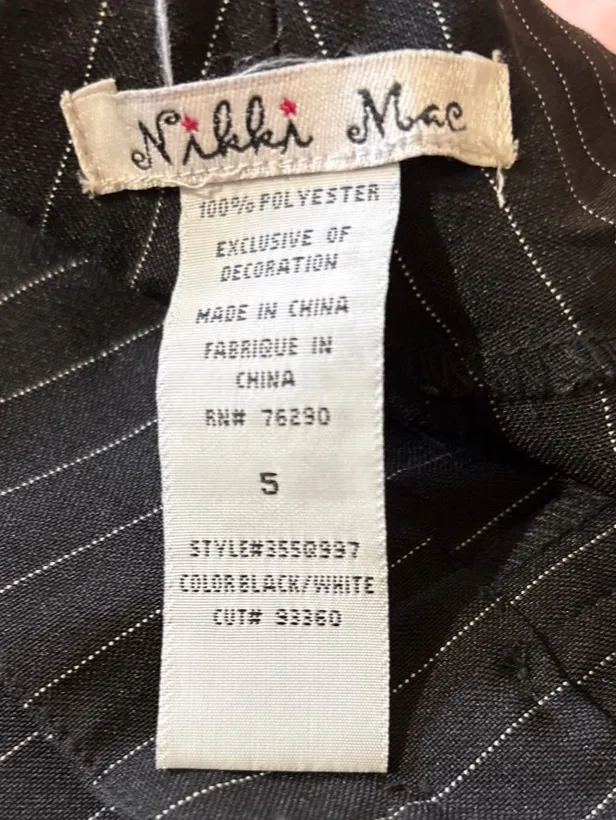 Nikki Mac
100% POLYESTER
EXCLUSIVE OF
DECORATION
MADE IN CHINA
FABRIQUE IN
CHINA
RN# 76290
5
STYLE#355Q997
COLOR BLACK/WHITE
CUT# 93360